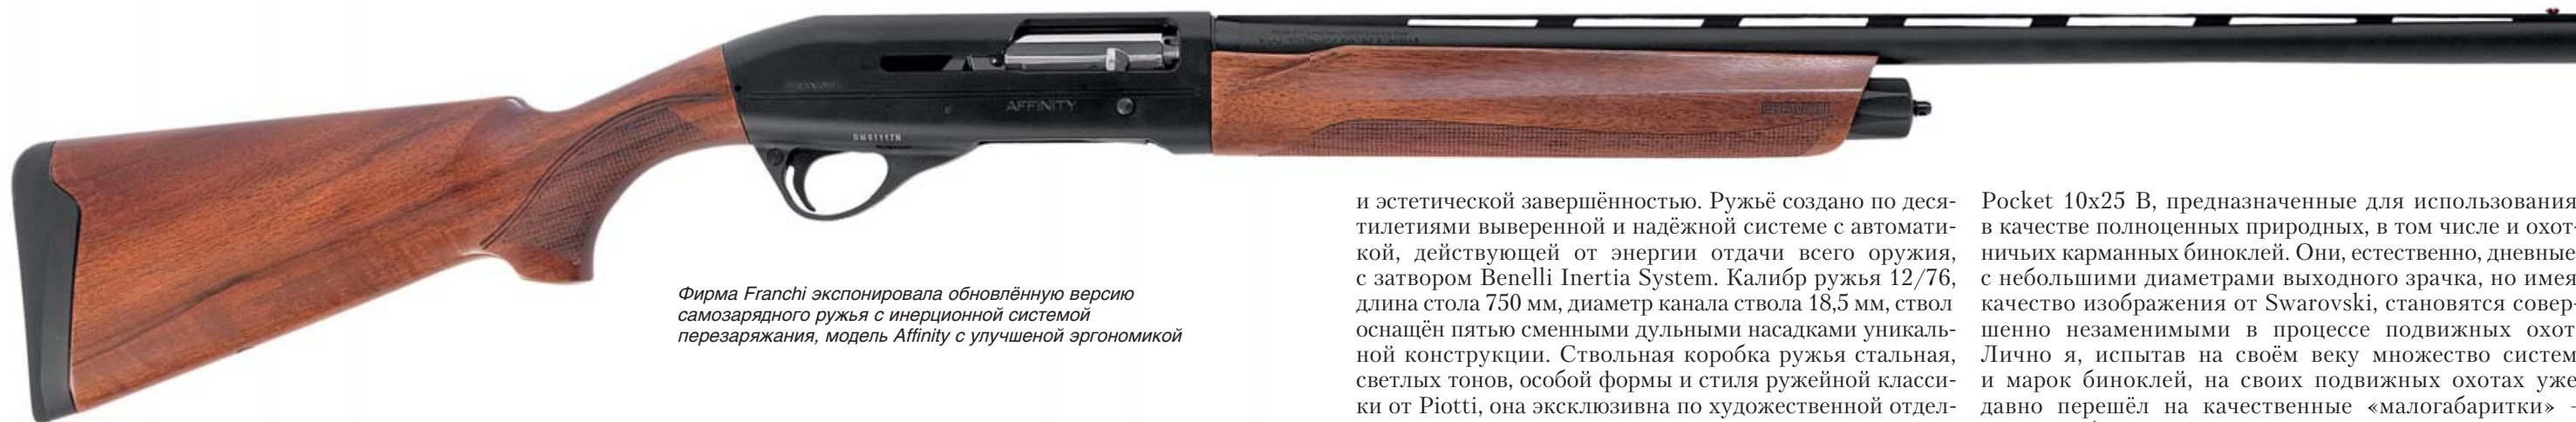 AFFINITY
Фирма Franchi экспонировала обновлённую версию
самозарядного ружья с инерционной системой
перезаряжания, модель Affinity с улучшеной эргономикой
и эстетической завершённостью. Ружьё создано по деся-
тилетиями выверенной и надёжной системе с автомати-
кой, действующей от энергии отдачи всего оружия,
с затвором Benelli Inertia System. Калибр ружья 12/76,
длина стола 750 мм, диаметр канала ствола 18,5 мм, ствол
оснащён пятью сменными дульными насадками уникаль-
ной конструкции. Ствольная коробка ружья стальная,
светлых тонов, особой формы и стиля ружейной класси-
ки от Piotti, она эксклюзивна по художественной отдел-
Pocket 10x25 B, предназначенные для использования
в качестве полноценных природных, в том числе и охот-
ничьих карманных биноклей. Они, естественно, дневные
с небольшими диаметрами выходного зрачка, но имея
качество изображения от Swarovski, становятся совер-
шенно незаменимыми в процессе подвижных охот
Лично я, испытав на своём веку множество систем
и марок биноклей, на своих подвижных охотах уже
давно перешёл на качественные «малогабаритки» -